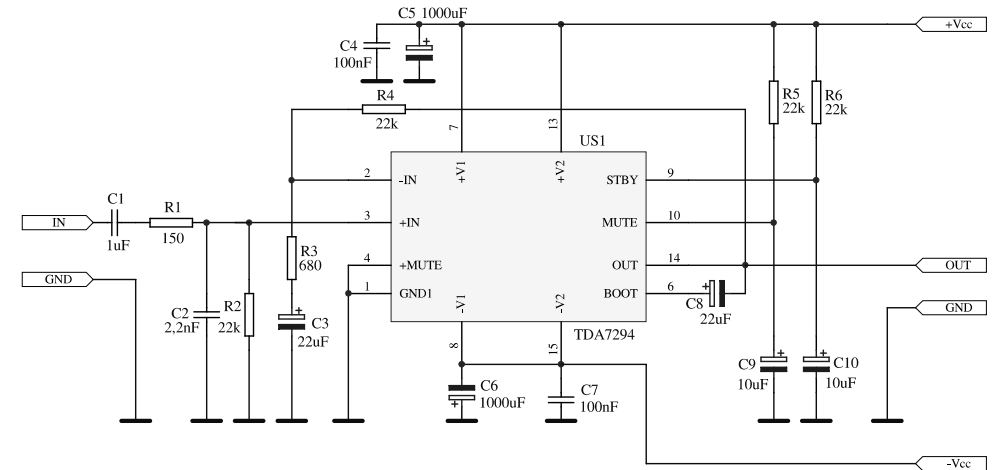 C5 1000uF
+Vcc
C4
100nF
R4
22k
R5
22k
R6
22k
7
13
US1
2
-IN
+V1
+V2
STBY
9
C1
IN
1uF
R1
150
3
+IN
MUTE
10
R3
680
4
+MUTE
OUT
14
OUT
GND
1
GND1
BOOT
6
C8
22uF
GND
C2
2,2nF
R2
22k
C3
22uF
-V1
-V2
TDA7294
8
15
C9
10uF
C10
10uF
C6
1000uF
C7
100nF
-Vcc